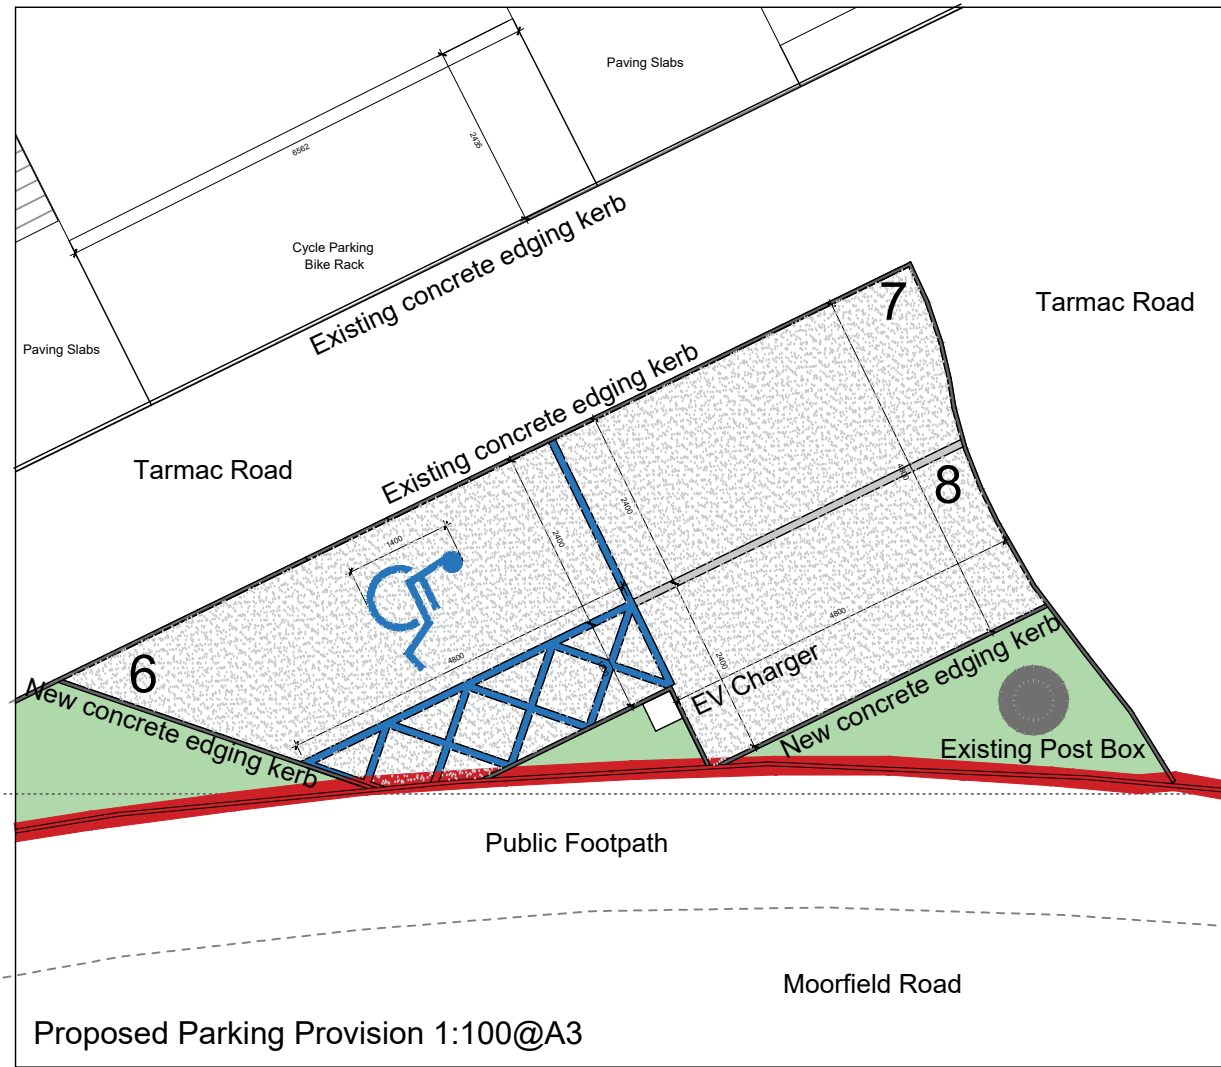 Paving Slabs
6562
2435
Cycle Parking
Bike Rack
Existing concrete edging kerb
Paving Slabs
7
Tarmac Road
Existing concrete edging kerb
Tarmac Road
8
2400
2400
1400
4800
4800
2400
6
New concrete edging kerb
EV Charger
New concrete edging kerb
Existing Post Box
Public Footpath
Moorfield Road
Proposed Parking Provision 1:100@A3